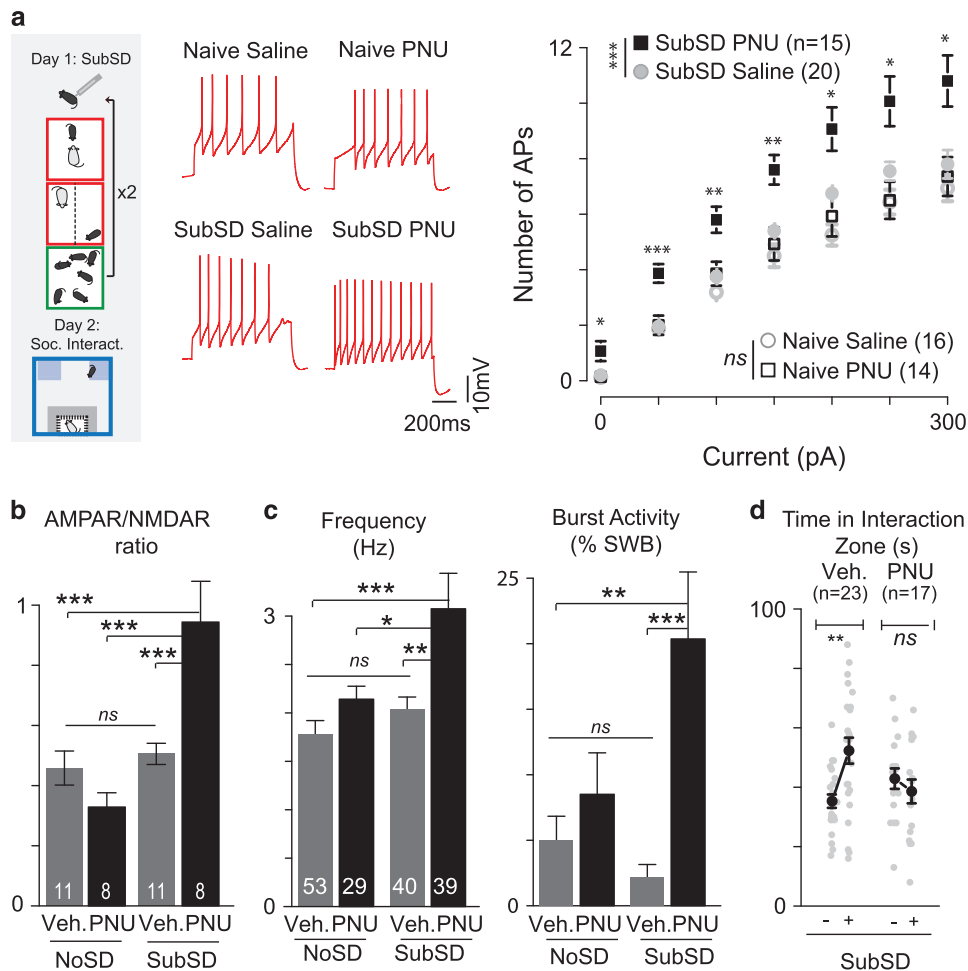 a
Day 1: SubSD
x2
Day 2:
Soc. Interact.
Naive Saline
Naive PNU
SubSD Saline
SubSD PNU
10mV
200ms
Number of APs
12
0
*** SubSD PNU (n=15)
SubSD Saline (20)
*
***
**
**
*
*
*
ns Naive Saline (16)
Naive PNU (14)
0
300
Current (pA)
b
AMPAR/NMDAR
ratio
1
0
***
***
***
ns
11
8
11
8
Veh. PNU
Veh. PNU
NoSD
SubSD
c
Frequency
(Hz)
3
0
***
*
**
ns
53
29
40
39
Veh. PNU
Veh. PNU
NoSD
SubSD
Burst Activity
(% SWB)
25
0
**
***
ns
Veh. PNU
Veh. PNU
NoSD
SubSD
d
Time in Interaction
Zone (s)
Veh. PNU
(n=23) (n=17)
100
0
**
ns
- + - +
SubSD